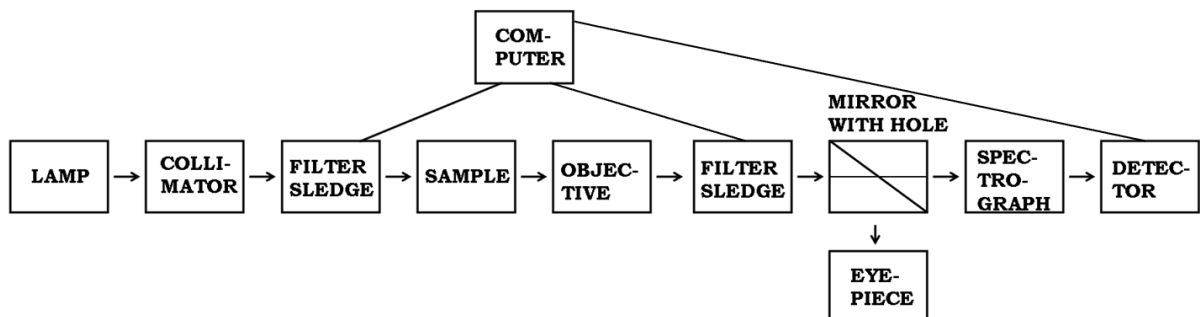 COM-
PUTER
MIRROR
WITH HOLE
LAMP
COLLI-
MATOR
FILTER
SLEDGE
SAMPLE
OBJEC-
TIVE
FILTER
SLEDGE
SPEC-
TRO-
GRAPH
DETEC-
TOR
EYE-
PIECE